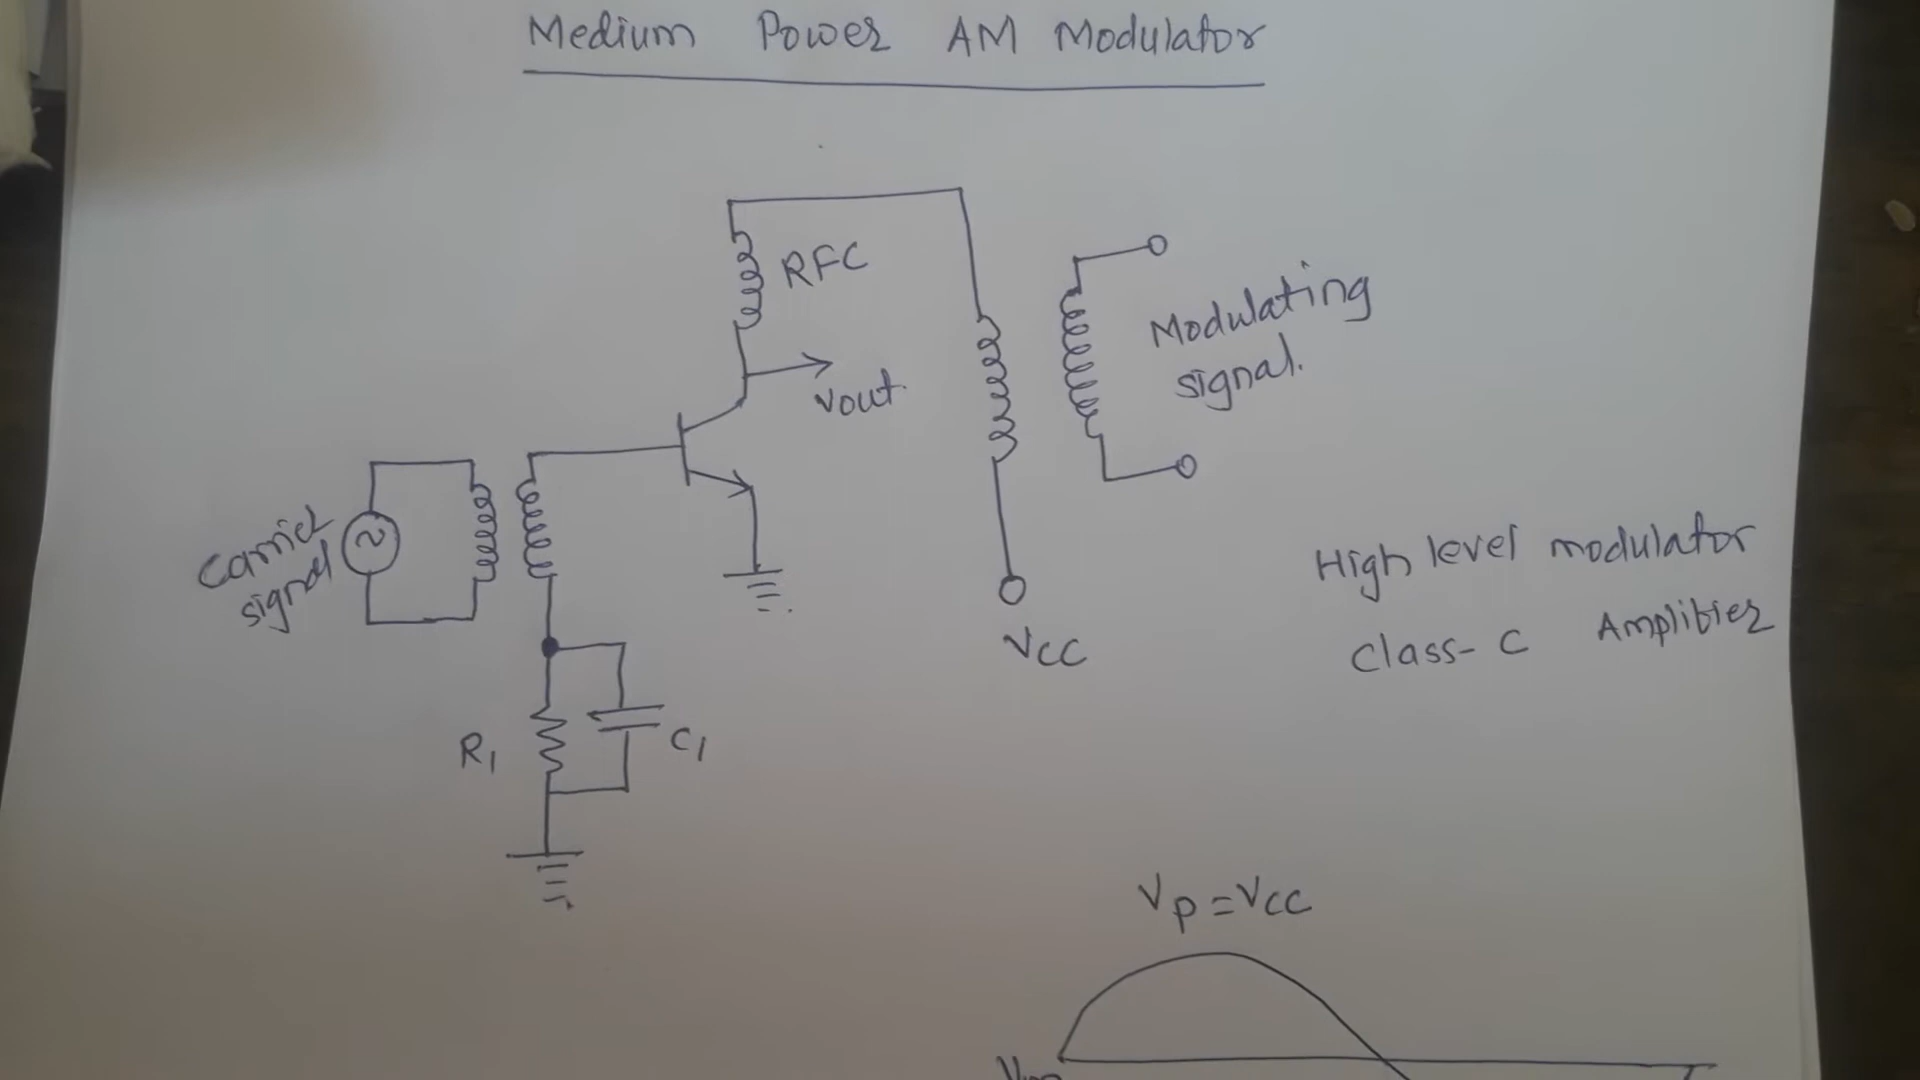 Medium Power AM Modulator
RFC
Vout
Modulating
signal.
Carrier
signal
VCC
High level modulator
Class-C Amplifier
R1
C1
Vp=VCC